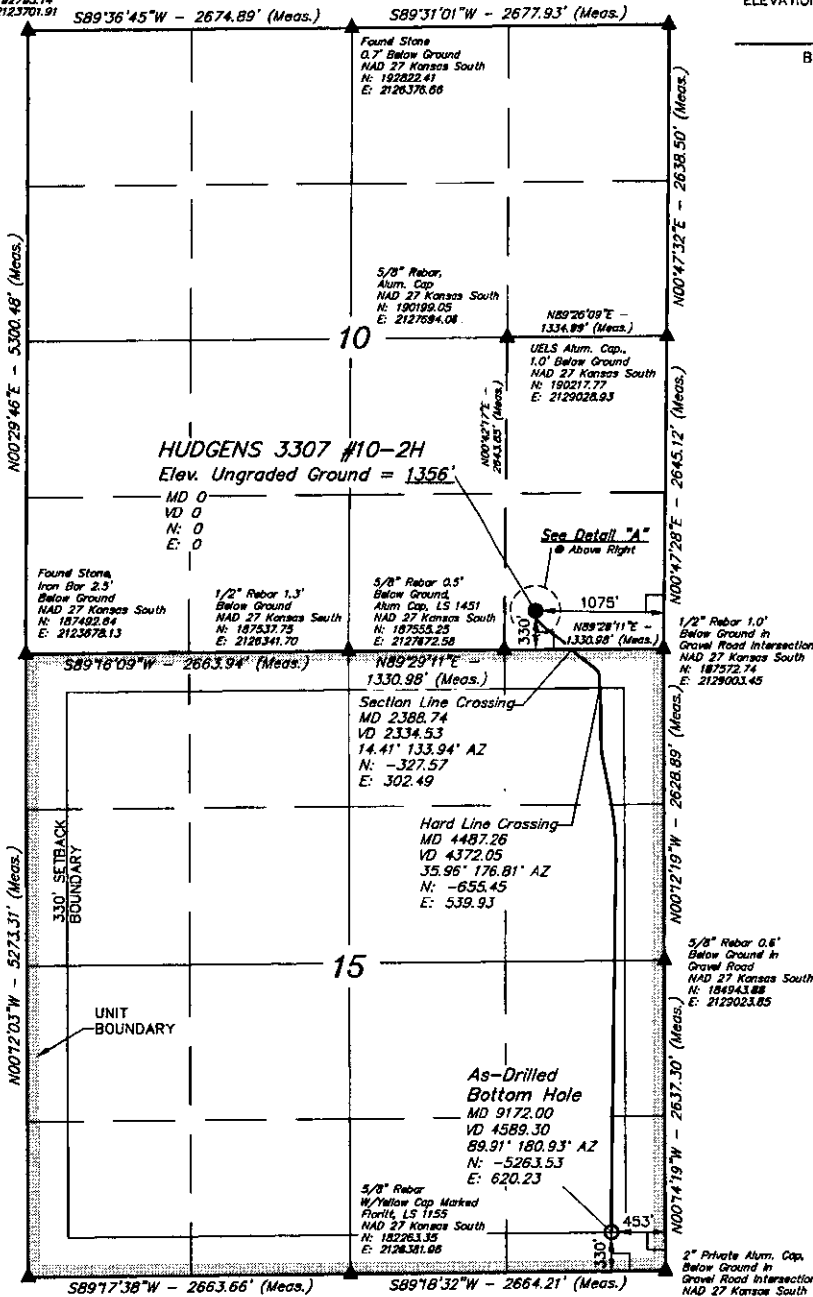 2123701.91
S89°36'45"W - 2674.89' (Meas.)
S89°31'01"W - 2677.93' (Meas.)
ELEVATION
B
Found Stone
0.7' Below Ground
NAD 27 Kansas South
N: 192822.41
E: 2126376.66
N00°47'32"E - 2638.50' (Meas.)
N00°29'46"E - 5300.48' (Meas.)
5/8" Rebar,
Alum. Cap
NAD 27 Kansas South
N: 190199.05
E: 2127694.08
N89°26'09"E -
1334.99' (Meas.)
10
UELS Alum. Cap.,
1.0' Below Ground
NAD 27 Kansas South
N: 190217.77
E: 2129028.93
N00°42'17"E -
2643.83' (Meas.)
N00°47'28"E - 2645.12' (Meas.)
HUDGENS 3307 #10-2H
Elev. Ungraded Ground = 1356'
MD 0
VD 0
N: 0
E: 0
See Detail "A"
Above Right
1075'
330'
N89°29'11"E -
1330.98' (Meas.)
Found Stone,
Iron Bar 2.5'
Below Ground
NAD 27 Kansas South
N: 187492.64
E: 2123678.13
1/2" Rebar 1.3'
Below Ground
NAD 27 Kansas South
N: 187537.75
E: 2126341.70
5/8" Rebar 0.5'
Below Ground,
Alum Cap, LS 1451
NAD 27 Kansas South
N: 187555.25
E: 2127672.58
1/2" Rebar 1.0'
Below Ground in
Gravel Road Intersection
NAD 27 Kansas South
N: 187572.74
E: 2129003.45
S89°16'09"W - 2663.94' (Meas.)
N89°29'11"E -
1330.98' (Meas.)
Section Line Crossing
MD 2388.74
VD 2334.53
14.41° 133.94° AZ
N: -327.57
E: 302.49
Hard Line Crossing
MD 4487.26
VD 4372.05
35.96° 176.81° AZ
N: -655.45
E: 539.93
N00°12'19"W - 2628.89' (Meas.)
330' SETBACK
BOUNDARY
N00°12'03"W - 5273.31' (Meas.)
15
5/8" Rebar 0.6'
Below Ground in
Gravel Road
NAD 27 Kansas South
N: 184943.88
E: 2129023.85
UNIT
BOUNDARY
As-Drilled
Bottom Hole
MD 9172.00
VD 4589.30
89.91° 180.93° AZ
N: -5263.53
E: 620.23
N00°14'19"W - 2637.30' (Meas.)
5/8" Rebar
W/Yellow Cap Marked
LS 1155
NAD 27 Kansas South
N: 182263.35
E: 2126381.06
453'
330'
2" Private Alum. Cap,
Below Ground in
Gravel Road Intersection
NAD 27 Kansas South
S89°17'38"W - 2663.66' (Meas.)
S89°18'32"W - 2664.21' (Meas.)